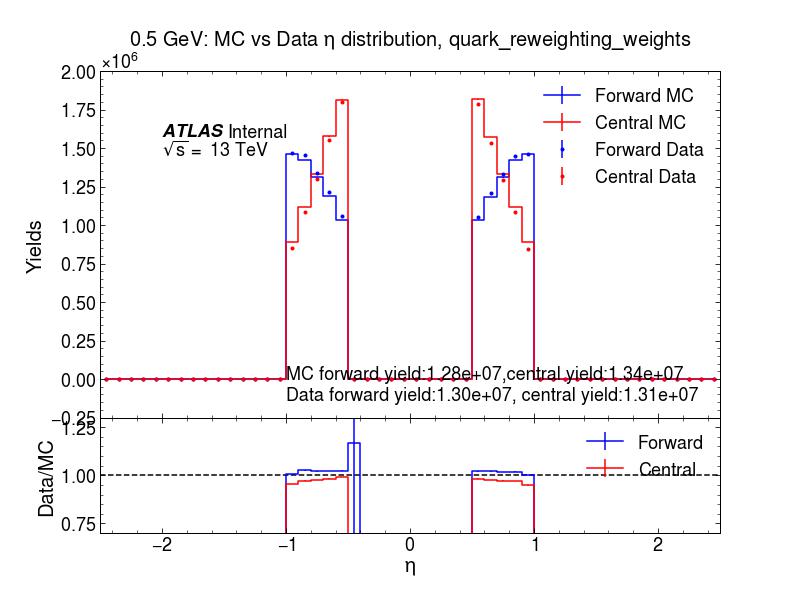 0.5 GeV: MC vs Data η distribution, quark_reweighting_weights
×10⁶
2.00
1.75
1.50
1.25
1.00
0.75
0.50
0.25
0.00
−0.25
Yields
ATLAS Internal
√s = 13 TeV
Forward MC
Central MC
Forward Data
Central Data
MC forward yield:1.28e+07,central yield:1.34e+07
Data forward yield:1.30e+07, central yield:1.31e+07
1.25
1.00
0.75
Data/MC
Forward
Central
−2
−1
0
1
2
η